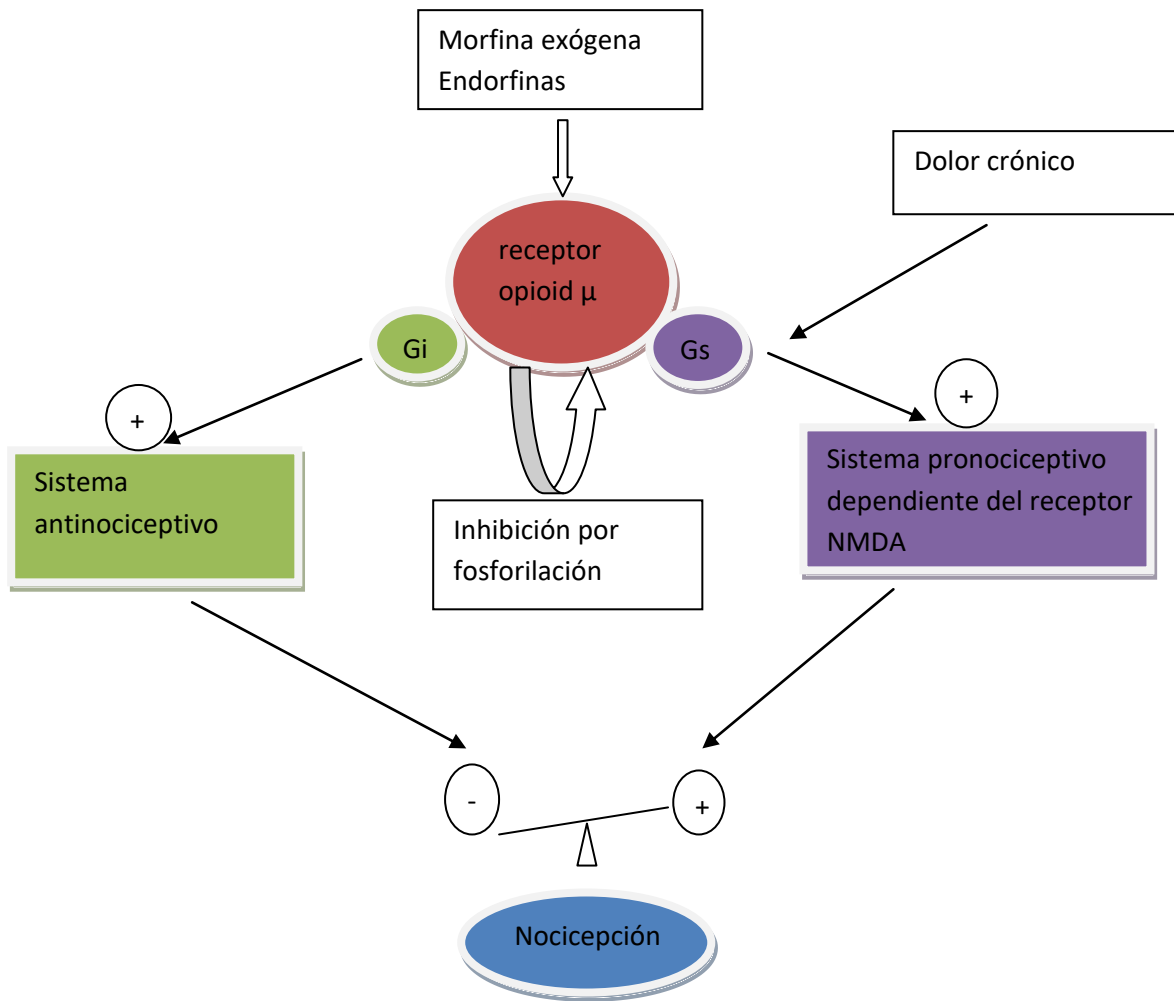 Morfina exógena
Endorfinas
Dolor crónico
receptor
opioid µ
Gi
Gs
+
+
Sistema
antinociceptivo
Sistema pronociceptivo
dependiente del receptor
NMDA
Inhibición por
fosforilación
-
+
Nocicepción